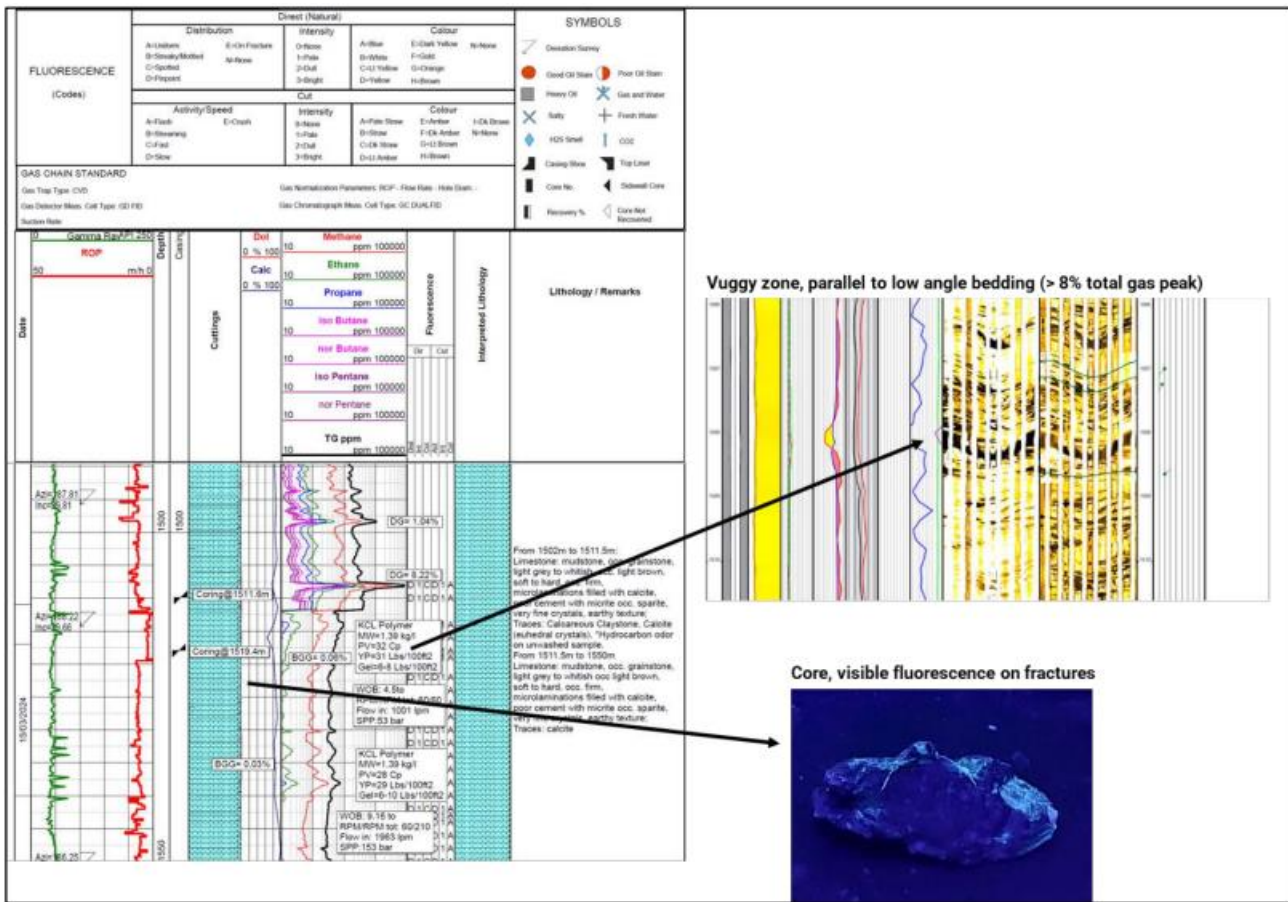 Direct (Natural)
SYMBOLS
FLUORESCENCE
(Codes)
Distribution
Intensity
Colour
A=Uniform
E=On Fracture
0=None
A=Blue
E=Dark Yellow
N=None
B=Streaky/Mottled
N=None
1=Pale
B=White
F=Gold
C=Spotted
2=Dull
C=Lt Yellow
G=Orange
D=Pinpoint
3=Bright
D=Yellow
H=Brown
Cut
Activity/Speed
Intensity
Colour
A=Flash
E=Crush
0=None
A=Pale Straw
E=Amber
I=Dk Brown
B=Streaming
1=Pale
B=Straw
F=Dk Amber
N=None
C=Fast
2=Dull
C=Dk Straw
G=Lt Brown
D=Slow
3=Bright
D=Lt Amber
H=Brown
Deviation Survey
Good Oil Stain
Poor Oil Stain
Heavy Oil
Gas and Water
Salty
Fresh Water
H2S Smell
CO2
Casing Shoe
Top Liner
Core No.
Sidewall Core
Recovery %
Core Not
Recovered
GAS CHAIN STANDARD
Gas Trap Type: CVD
Gas Normalization Parameters: ROP - Flow Rate - Hole Diam. -
Gas Detector Meas. Cell Type: GD FID
Gas Chromatograph Meas. Cell Type: GC DUALFID
Suction Rate:
Date
0 Gamma Ray API 250
ROP
50 m/h 0
Depth
Casing
Cuttings
Dol
0 % 100
Calc
0 % 100
Methane
10 ppm 100000
Ethane
10 ppm 100000
Propane
10 ppm 100000
Iso Butane
10 ppm 100000
nor Butane
10 ppm 100000
Iso Pentane
10 ppm 100000
nor Pentane
10 ppm 100000
TG ppm
10 ppm 100000
Fluorescence
Dir
Cut
Interpreted Lithology
Lithology / Remarks
1500
1500
DG= 1.04%
DG= 8.22%
Coring@1511.6m
Coring@1519.4m
KCL Polymer
MW=1.39 kg/l
PV=32 Cp
YP=31 Lbs/100ft2
Gel=6-8 Lbs/100ft2
BGG= 0.06%
WOB: 4.5to
Flow in: 1001 lpm
SPP:53 bar
15/03/2024
BGG= 0.03%
KCL Polymer
MW=1.39 kg/l
PV=28 Cp
YP=29 Lbs/100ft2
Gel=6-10 Lbs/100ft2
WOB: 9.16 to
RPM/RPM tot: 60/210
Flow in: 1963 lpm
SPP:153 bar
1550
From 1502m to 1511.5m:
Limestone: mudstone, occ. grainstone,
light grey to whitish, occ. light brown,
soft to hard, occ. firm,
microlaminations filled with calcite,
poor cement with micrite occ. sparite,
very fine crystals, earthy texture;
Traces: Calcareous Claystone, Calcite
(euhedral crystals), "Hydrocarbon odor
on unwashed sample.
From 1511.5m to 1550m
Limestone: mudstone, occ. grainstone,
light grey to whitish occ light brown,
soft to hard, occ. firm,
microlaminations filled with calcite,
poor cement with micrite occ. sparite,
very fine crystals, earthy texture;
Traces: calcite
Vuggy zone, parallel to low angle bedding (> 8% total gas peak)
Core, visible fluorescence on fractures